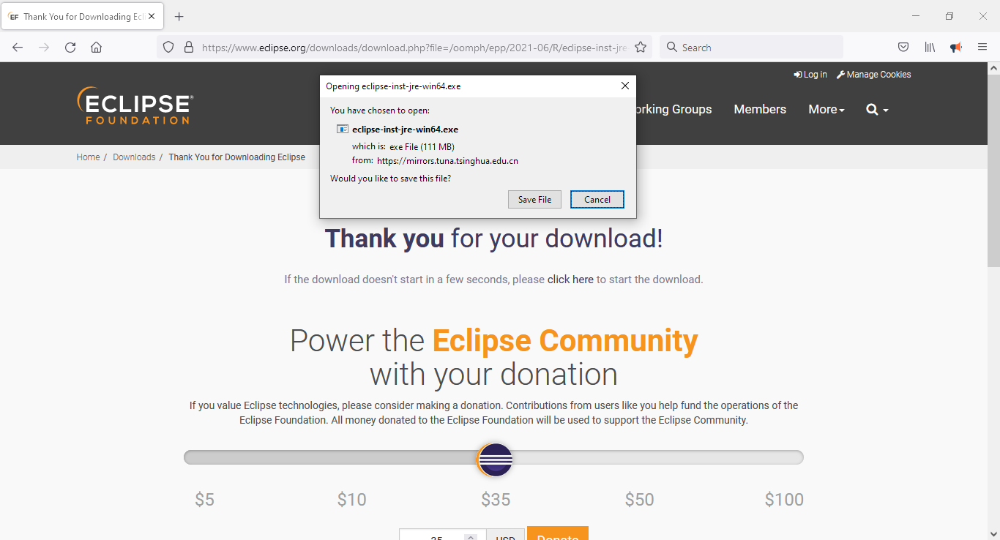 Thank You for Downloading Ecli
https://www.eclipse.org/downloads/download.php?file=/oomph/epp/2021-06/R/eclipse-inst-jre-
Search
Log in Manage Cookies
ECLIPSE®
FOUNDATION
orking Groups Members More
Home / Downloads / Thank You for Downloading Eclipse
Opening eclipse-inst-jre-win64.exe
You have chosen to open:
eclipse-inst-jre-win64.exe
which is: exe File (111 MB)
from: https://mirrors.tuna.tsinghua.edu.cn
Would you like to save this file?
Save File Cancel
Thank you for your download!
If the download doesn't start in a few seconds, please click here to start the download.
Power the Eclipse Community
with your donation
If you value Eclipse technologies, please consider making a donation. Contributions from users like you help fund the operations of the
Eclipse Foundation. All money donated to the Eclipse Foundation will be used to support the Eclipse Community.
$5 $10 $35 $50 $100
35 USD Donate